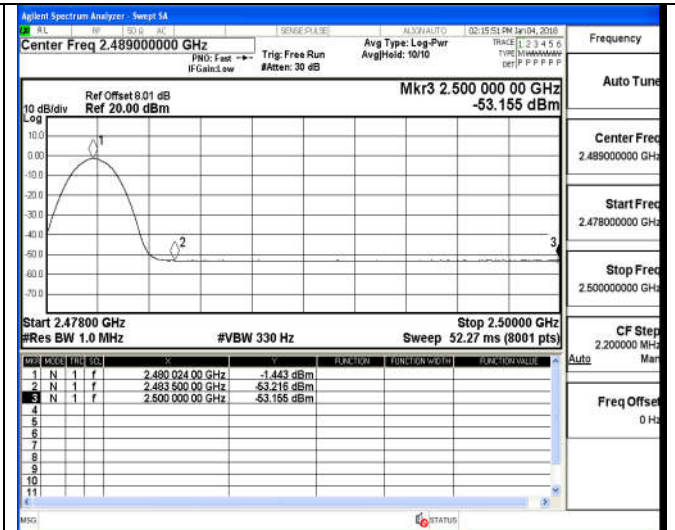 Agilent Spectrum Analyzer - Swept SA
RL RF 50 Ω AC SENSE:PULSE ALIGNAUTO 02:15:51 PM Jan 04, 2018
Center Freq 2.489000000 GHz
PNO: Fast
IFGain:Low
Trig: Free Run
#Atten: 30 dB
Avg Type: Log-Pwr
Avg|Hold: 10/10
TRACE 1 2 3 4 5 6
TYPE
DET P P P P P P
Frequency
Auto Tune
Center Freq
2.489000000 GHz
Start Freq
2.478000000 GHz
Stop Freq
2.500000000 GHz
CF Step
2.200000 MHz
Auto Man
Freq Offset
0 Hz
Ref Offset 8.01 dB
10 dB/div Ref 20.00 dBm
Log
Mkr3 2.500 000 00 GHz
-53.155 dBm
10.0
0.00
-10.0
-20.0
-30.0
-40.0
-50.0
-60.0
-70.0
1
2
3
Start 2.47800 GHz Stop 2.50000 GHz
#Res BW 1.0 MHz #VBW 330 Hz Sweep 52.27 ms (8001 pts)
MKR MODE TRC SCL X Y FUNCTION FUNCTION WIDTH FUNCTION VALUE
1 N 1 f 2.480 024 00 GHz -1.443 dBm
2 N 1 f 2.483 500 00 GHz -53.216 dBm
3 N 1 f 2.500 000 00 GHz -53.155 dBm
4
5
6
7
8
9
10
11
MSG STATUS